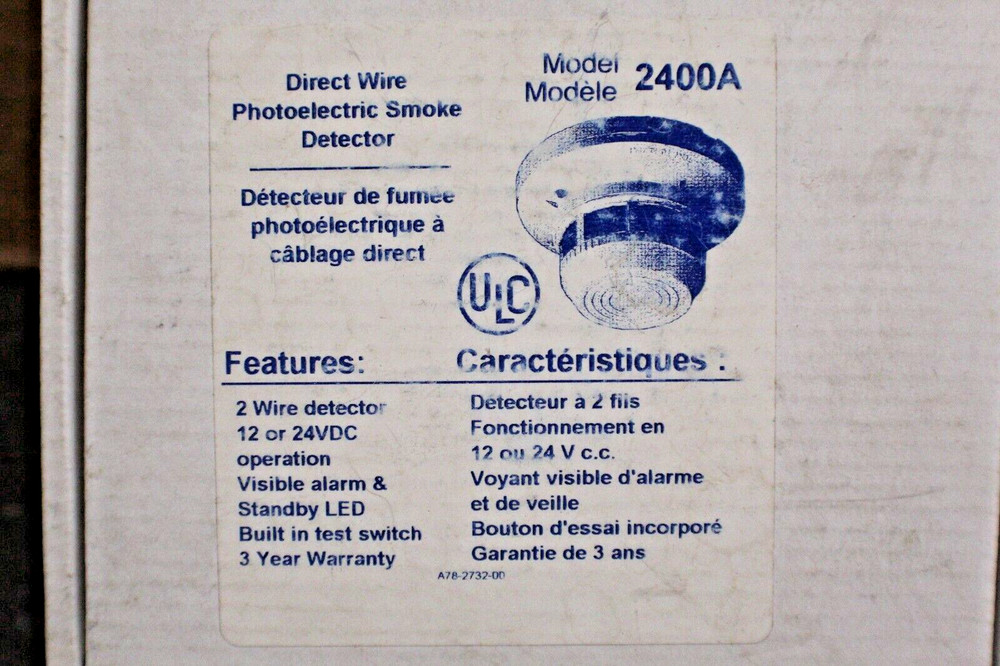 Direct Wire
Photoelectric Smoke
Detector
Détecteur de fumée
photoélectrique à
câblage direct
Model
Modèle 2400A
ULC
Features:
2 Wire detector
12 or 24VDC
operation
Visible alarm &
Standby LED
Built in test switch
3 Year Warranty
Caractéristiques :
Détecteur à 2 fils
Fonctionnement en
12 ou 24 V c.c.
Voyant visible d'alarme
et de veille
Bouton d'essai incorporé
Garantie de 3 ans
A78-2732-00